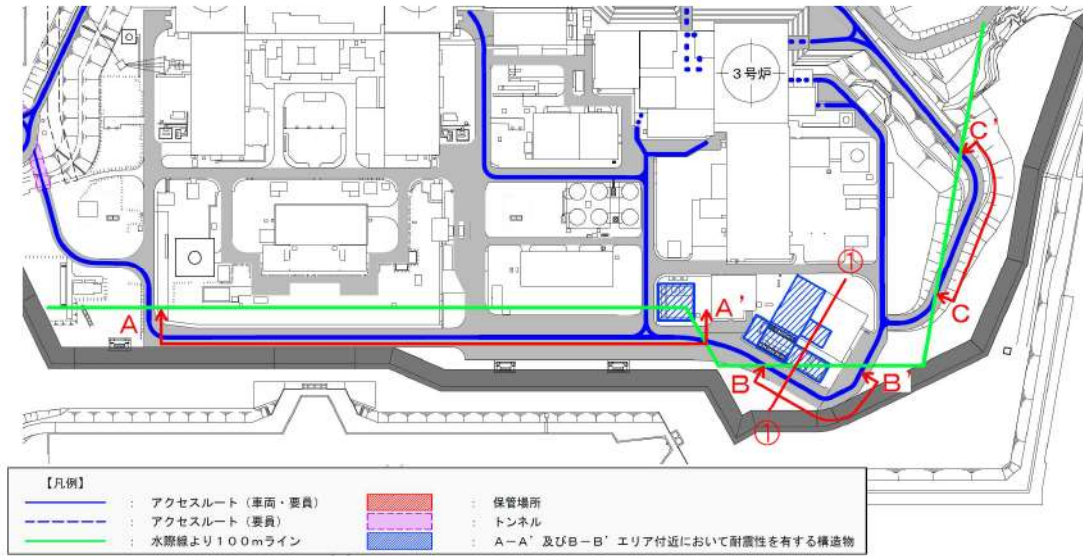 3号炉
C'
①
C
A
A'
B
B'
①
【凡例】
: アクセスルート（車両・要員）
: アクセスルート（要員）
: 水際線より１００ｍライン
: 保管場所
: トンネル
: Ａ－Ａ’及びＢ－Ｂ’エリア付近において耐震性を有する構造物